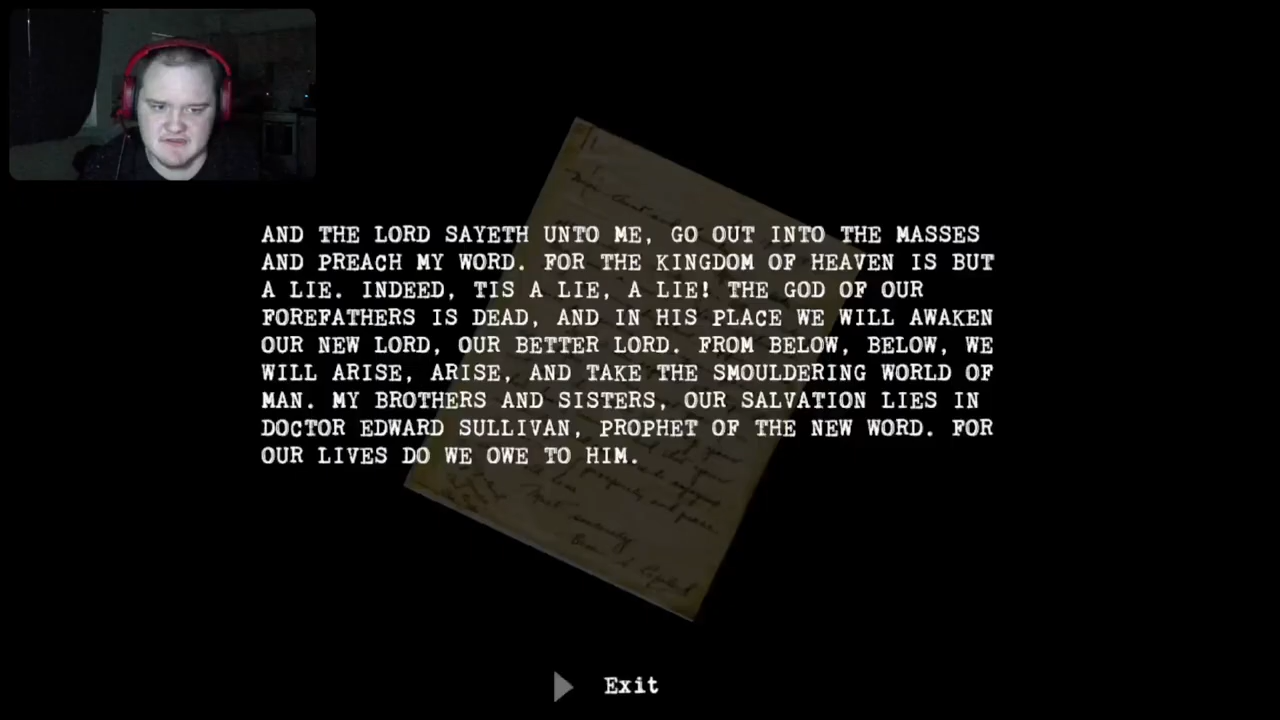 AND THE LORD SAYETH UNTO ME, GO OUT INTO THE MASSES
AND PREACH MY WORD. FOR THE KINGDOM OF HEAVEN IS BUT
A LIE. INDEED, TIS A LIE, A LIE! THE GOD OF OUR
FOREFATHERS IS DEAD, AND IN HIS PLACE WE WILL AWAKEN
OUR NEW LORD, OUR BETTER LORD. FROM BELOW, BELOW, WE
WILL ARISE, ARISE, AND TAKE THE SMOULDERING WORLD OF
MAN. MY BROTHERS AND SISTERS, OUR SALVATION LIES IN
DOCTOR EDWARD SULLIVAN, PROPHET OF THE NEW WORD. FOR
OUR LIVES DO WE OWE TO HIM.
Exit